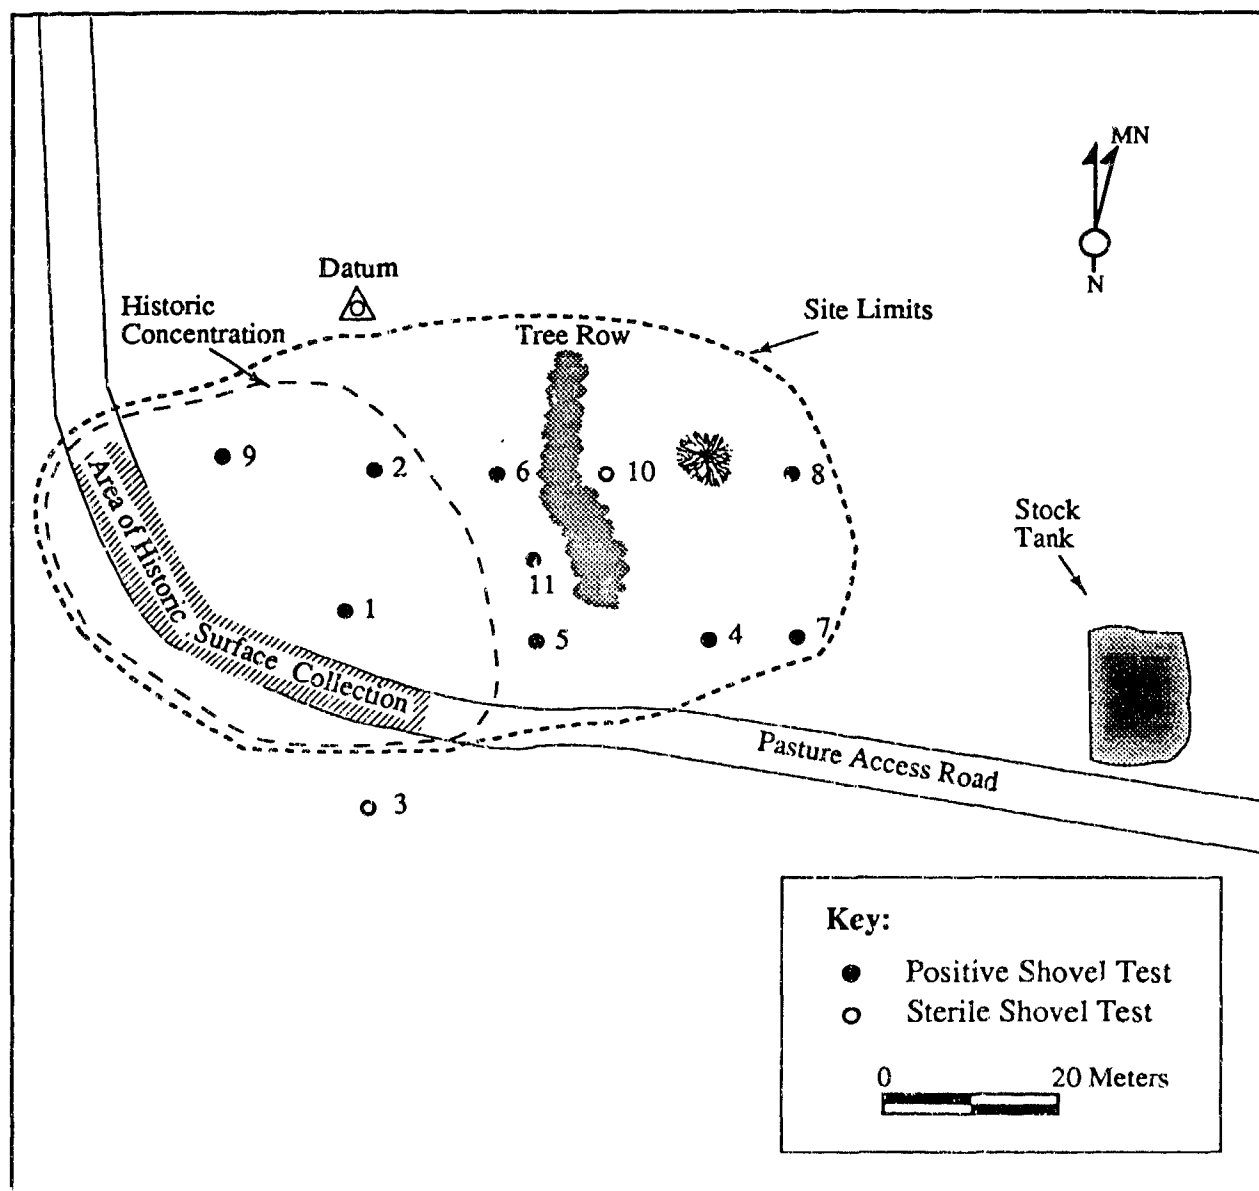 MN
N
Datum
Historic
Concentration
Site Limits
Tree Row
9
2
6
10
8
Stock
Tank
11
1
5
4
7
Area of Historic Surface Collection
Pasture Access Road
3
Key:
Positive Shovel Test
Sterile Shovel Test
0 20 Meters